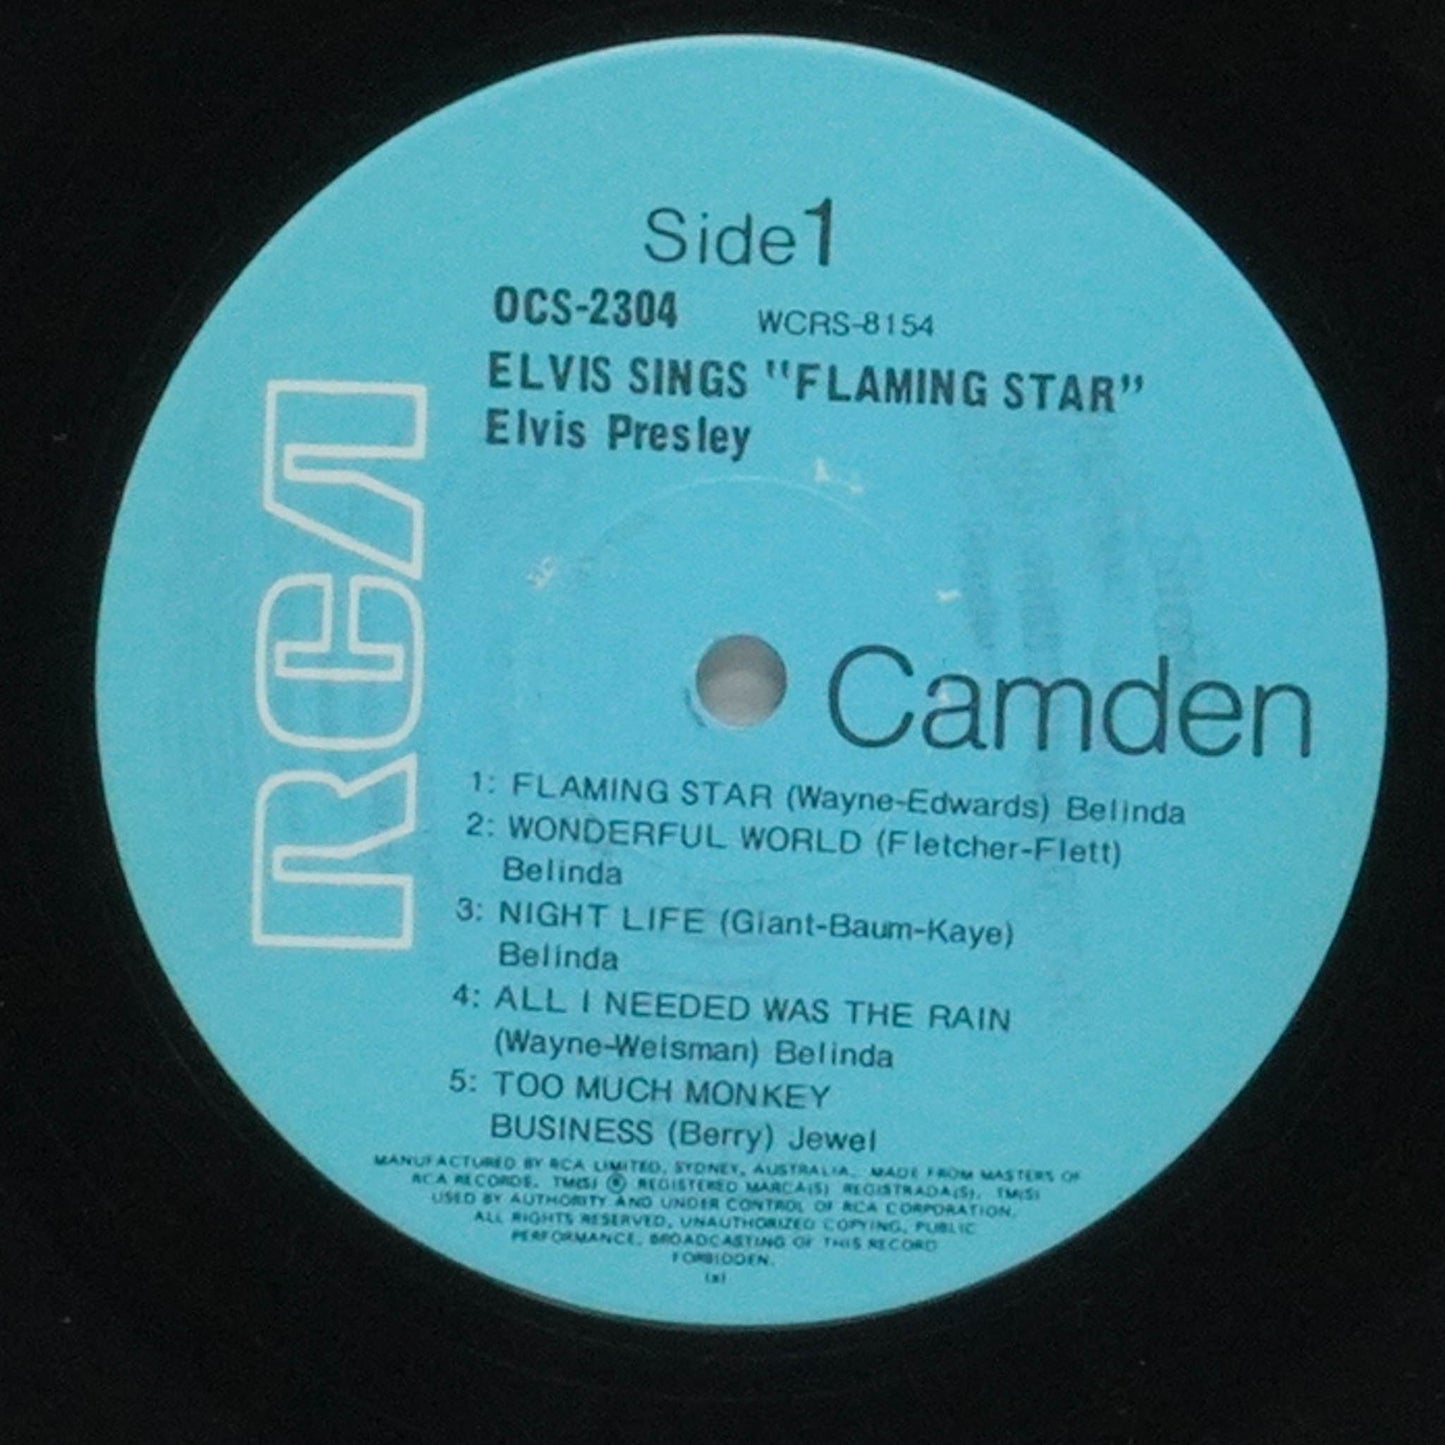 Side 1
OCS-2304 WCRS-8154
ELVIS SINGS "FLAMING STAR"
Elvis Presley
RCA
Camden
1: FLAMING STAR (Wayne-Edwards) Belinda
2: WONDERFUL WORLD (Fletcher-Flett)
Belinda
3: NIGHT LIFE (Giant-Baum-Kaye)
Belinda
4: ALL I NEEDED WAS THE RAIN
(Wayne-Weisman) Belinda
5: TOO MUCH MONKEY
BUSINESS (Berry) Jewel
MANUFACTURED BY RCA LIMITED, SYDNEY, AUSTRALIA, MADE FROM MASTERS OF
RCA RECORDS. TM(S) ® REGISTERED MARCA(S) REGISTRADA(S). TM(S)
USED BY AUTHORITY AND UNDER CONTROL OF RCA CORPORATION.
ALL RIGHTS RESERVED, UNAUTHORIZED COPYING, PUBLIC
PERFORMANCE, BROADCASTING OF THIS RECORD
FORBIDDEN.